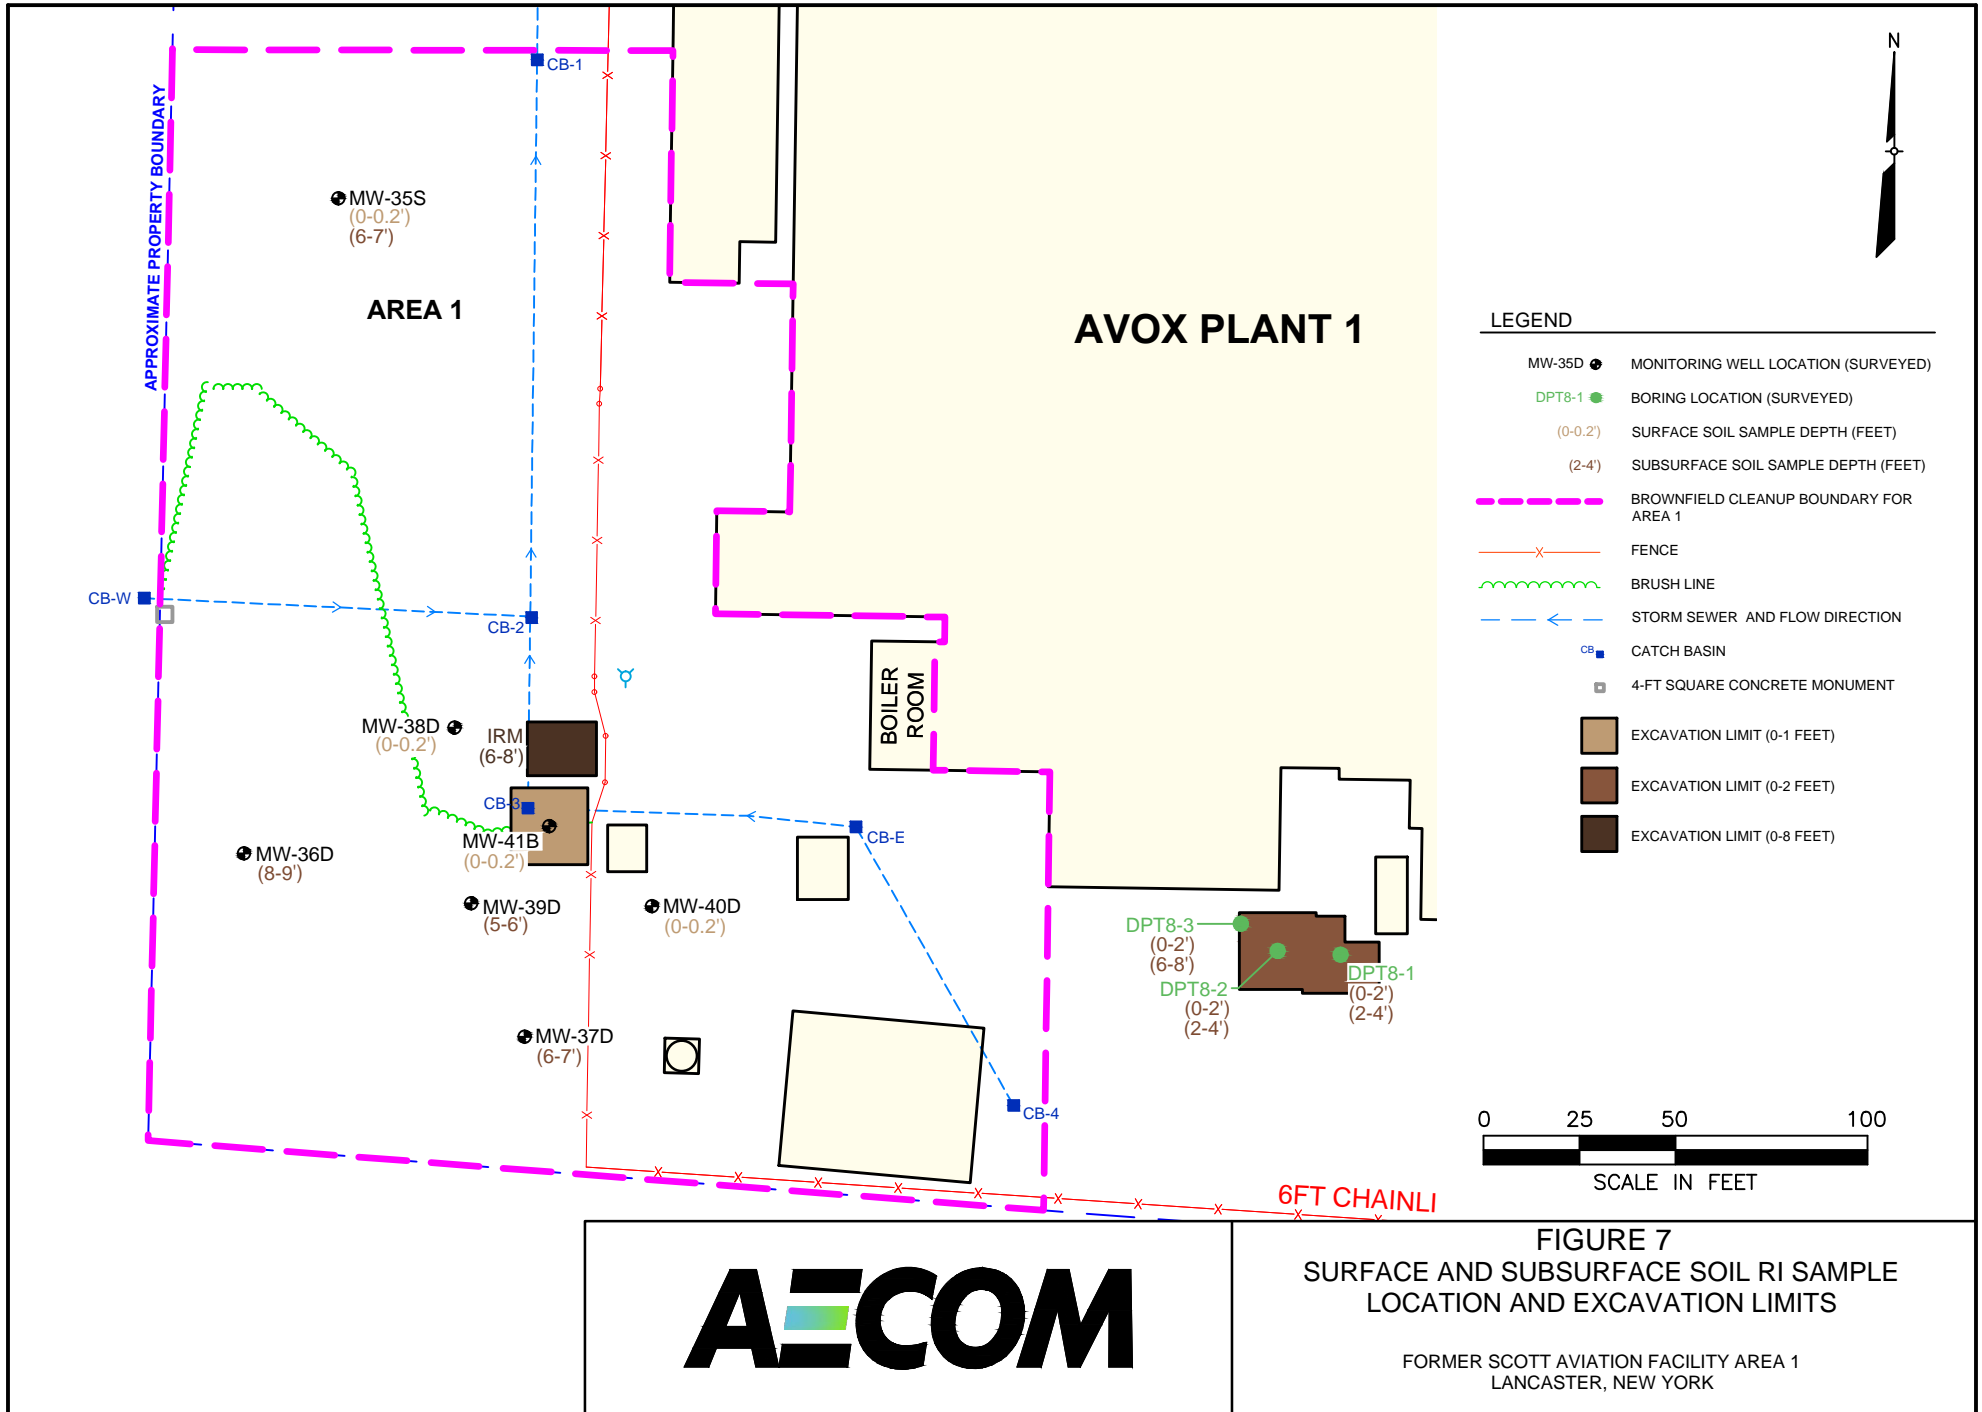 CB-1
N
APPROXIMATE PROPERTY BOUNDARY
MW-35S
(0-0.2')
(6-7')
AREA 1
AVOX PLANT 1
LEGEND
MW-35D MONITORING WELL LOCATION (SURVEYED)
DPT8-1 BORING LOCATION (SURVEYED)
(0-0.2') SURFACE SOIL SAMPLE DEPTH (FEET)
(2-4') SUBSURFACE SOIL SAMPLE DEPTH (FEET)
BROWNFIELD CLEANUP BOUNDARY FOR
AREA 1
FENCE
BRUSH LINE
STORM SEWER AND FLOW DIRECTION
CB CATCH BASIN
4-FT SQUARE CONCRETE MONUMENT
EXCAVATION LIMIT (0-1 FEET)
EXCAVATION LIMIT (0-2 FEET)
EXCAVATION LIMIT (0-8 FEET)
CB-W
CB-2
BOILER
ROOM
MW-38D
(0-0.2')
IRM
(6-8')
CB-3
MW-41B
(0-0.2')
CB-E
MW-36D
(8-9')
MW-39D
(5-6')
MW-40D
(0-0.2')
DPT8-3
(0-2')
(6-8')
DPT8-2
(0-2')
(2-4')
DPT8-1
(0-2')
(2-4')
MW-37D
(6-7')
CB-4
6FT CHAINLI
0 25 50 100
SCALE IN FEET
AECOM
FIGURE 7
SURFACE AND SUBSURFACE SOIL RI SAMPLE
LOCATION AND EXCAVATION LIMITS
FORMER SCOTT AVIATION FACILITY AREA 1
LANCASTER, NEW YORK